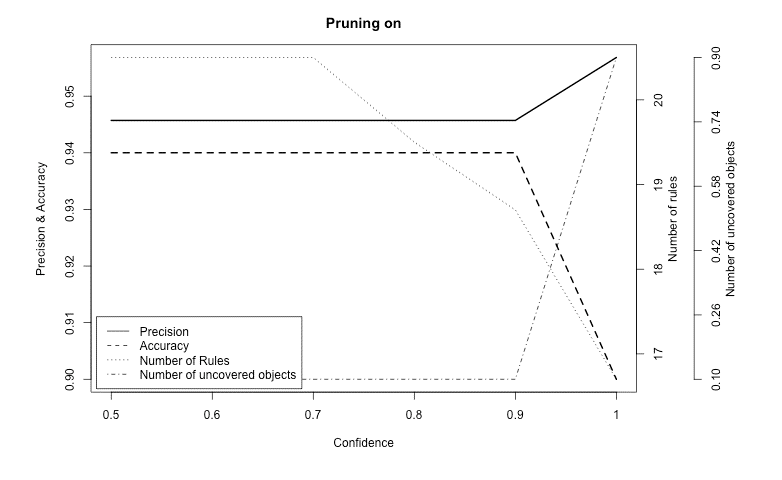 Pruning on
Precision & Accuracy
0.95
0.94
0.93
0.92
0.91
0.90
Precision
Accuracy
Number of Rules
Number of uncovered objects
0.5 0.6 0.7 0.8 0.9 1
Confidence
20
19
18
17
Number of rules
0.90
0.74
0.58
0.42
0.26
0.10
Number of uncovered objects